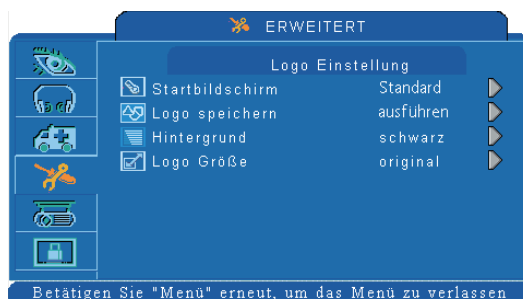 ERWEITERT
Logo Einstellung
Startbildschirm Standard
Logo speichern ausführen
Hintergrund schwarz
Logo Größe original
Betätigen Sie "Menü" erneut, um das Menü zu verlassen